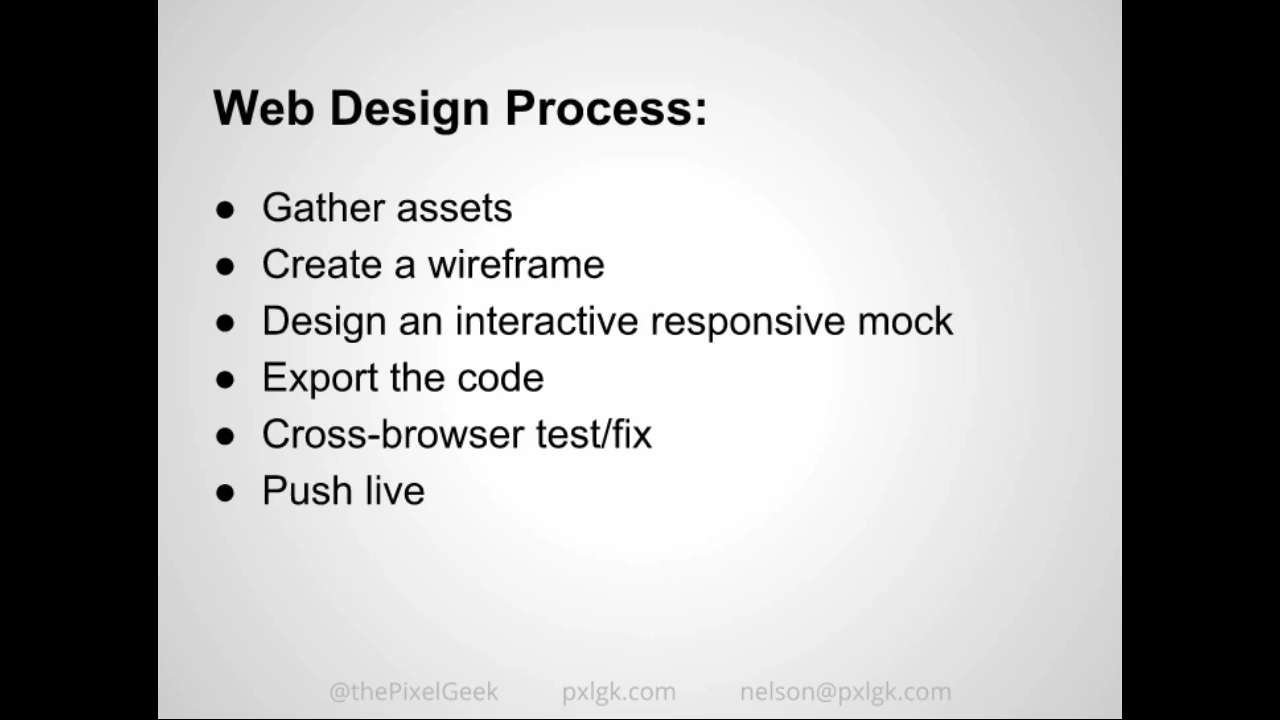 Web Design Process:
● Gather assets
● Create a wireframe
● Design an interactive responsive mock
● Export the code
● Cross-browser test/fix
● Push live
@thePixelGeek pxlgk.com nelson@pxlgk.com